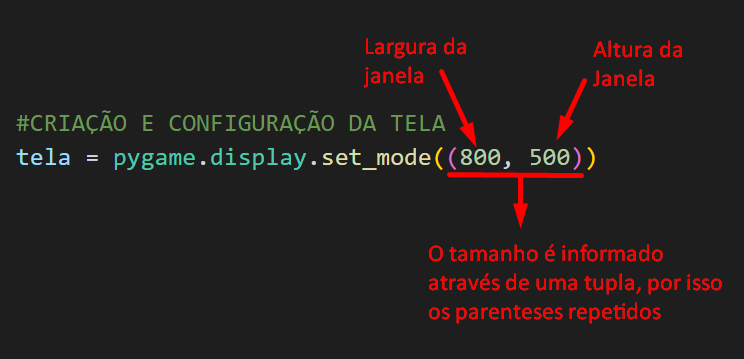 Largura da
janela
Altura da
Janela
#CRIAÇÃO E CONFIGURAÇÃO DA TELA
tela = pygame.display.set_mode((800, 500))
O tamanho é informado
através de uma tupla, por isso
os parenteses repetidos